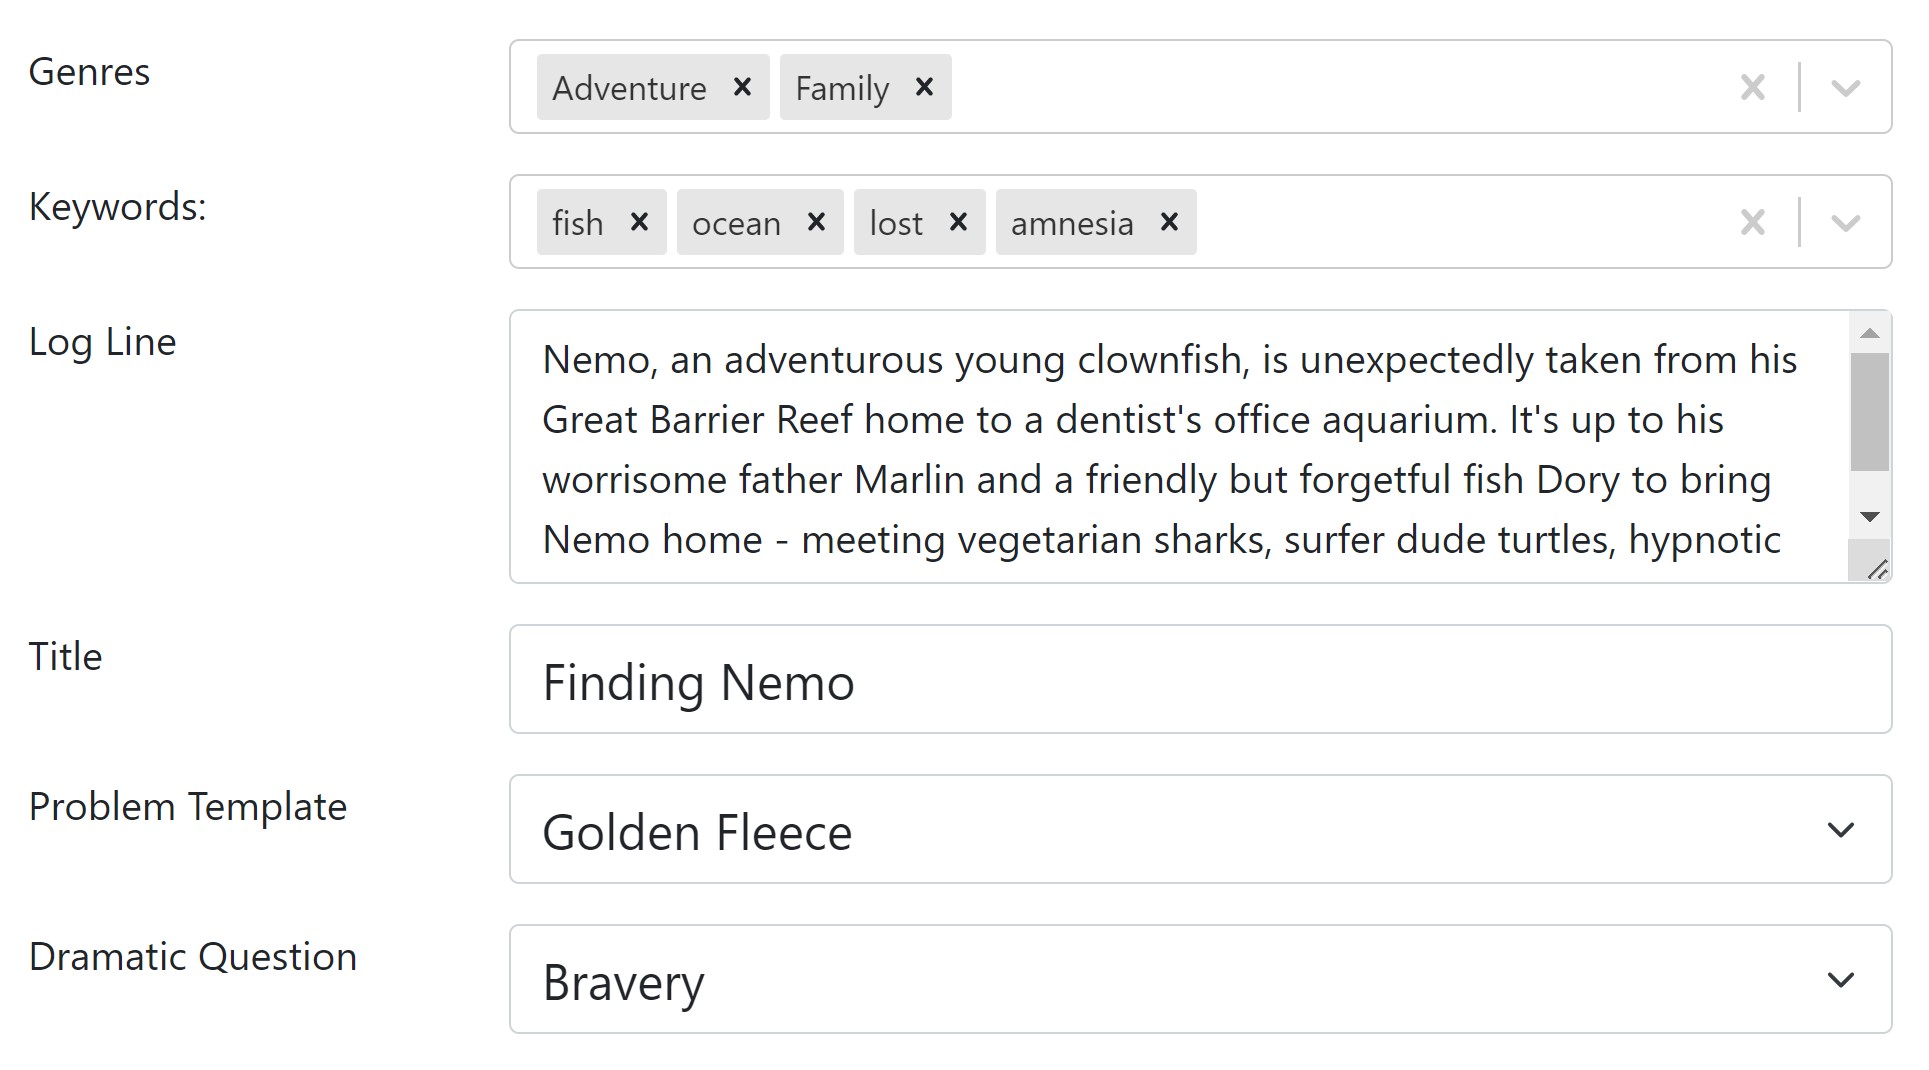 Genres
Adventure
Family
Keywords:
fish
ocean
lost
amnesia
Log Line
Nemo, an adventurous young clownfish, is unexpectedly taken from his
Great Barrier Reef home to a dentist's office aquarium. It's up to his
worrisome father Marlin and a friendly but forgetful fish Dory to bring
Nemo home - meeting vegetarian sharks, surfer dude turtles, hypnotic
Title
Finding Nemo
Problem Template
Golden Fleece
Dramatic Question
Bravery